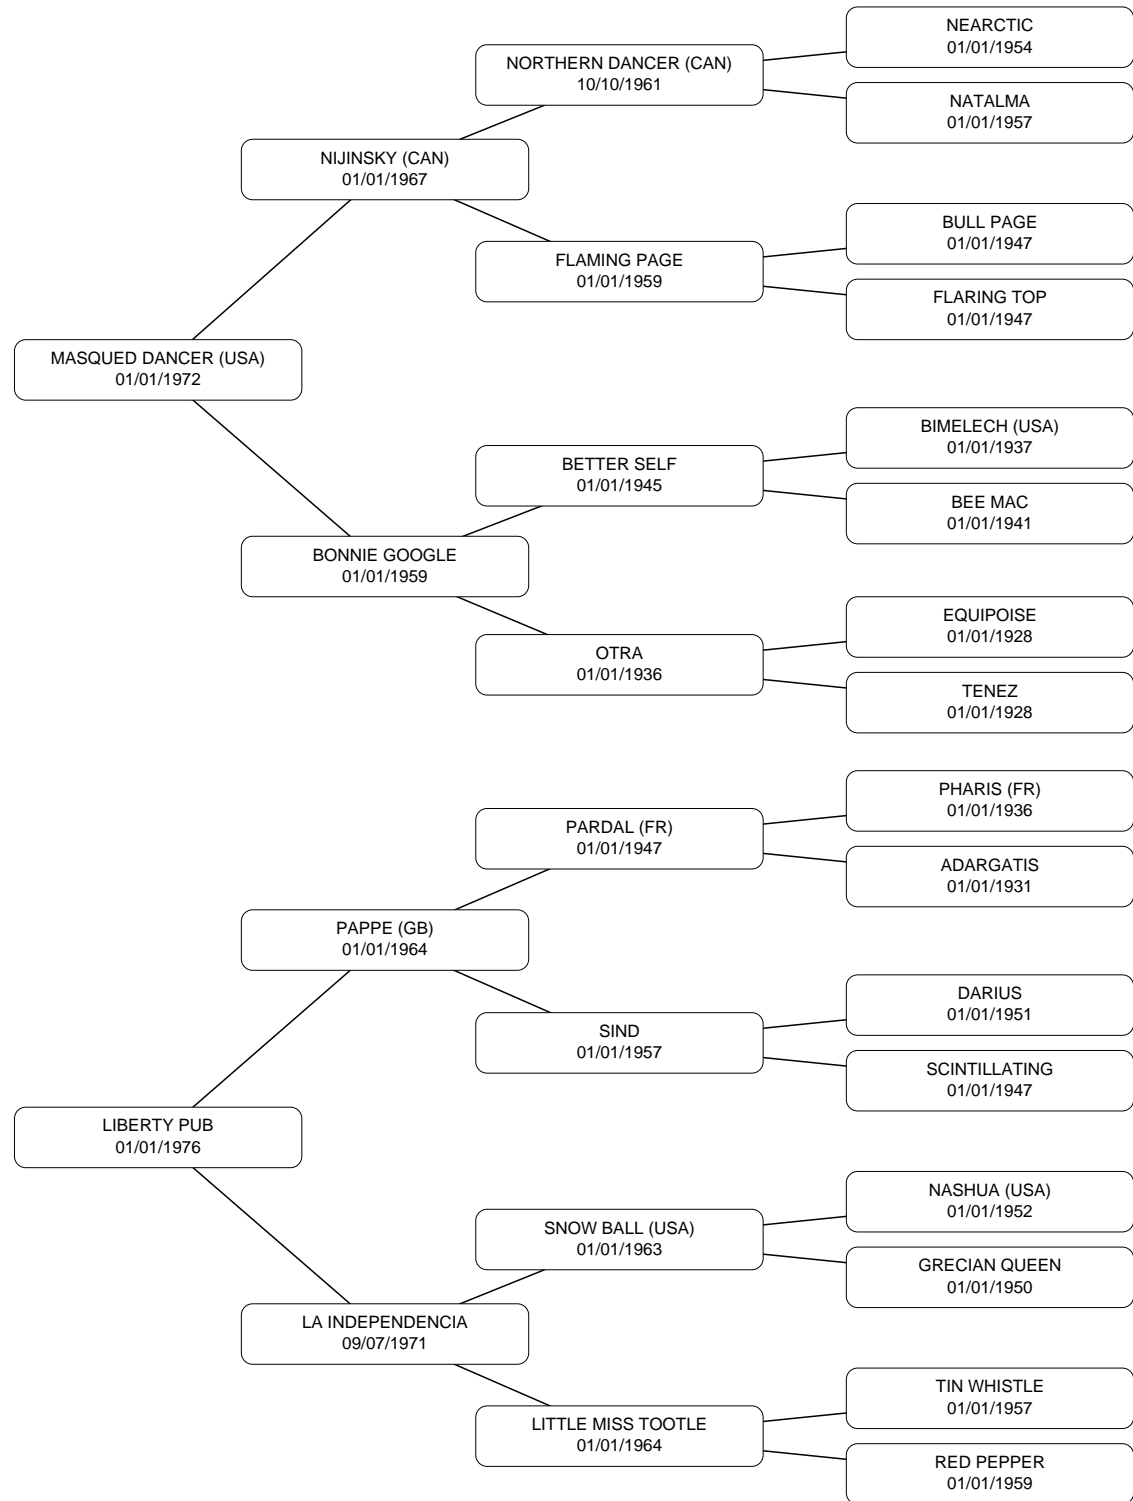 NEARCTIC
01/01/1954
NORTHERN DANCER (CAN)
10/10/1961
NATALMA
01/01/1957
NIJINSKY (CAN)
01/01/1967
BULL PAGE
01/01/1947
FLAMING PAGE
01/01/1959
FLARING TOP
01/01/1947
MASQUED DANCER (USA)
01/01/1972
BIMELECH (USA)
01/01/1937
BETTER SELF
01/01/1945
BEE MAC
01/01/1941
BONNIE GOOGLE
01/01/1959
EQUIPOISE
01/01/1928
OTRA
01/01/1936
TENEZ
01/01/1928
PHARIS (FR)
01/01/1936
PARDAL (FR)
01/01/1947
ADARGATIS
01/01/1931
PAPPE (GB)
01/01/1964
DARIUS
01/01/1951
SIND
01/01/1957
SCINTILLATING
01/01/1947
LIBERTY PUB
01/01/1976
NASHUA (USA)
01/01/1952
SNOW BALL (USA)
01/01/1963
GRECIAN QUEEN
01/01/1950
LA INDEPENDENCIA
09/07/1971
TIN WHISTLE
01/01/1957
LITTLE MISS TOOTLE
01/01/1964
RED PEPPER
01/01/1959